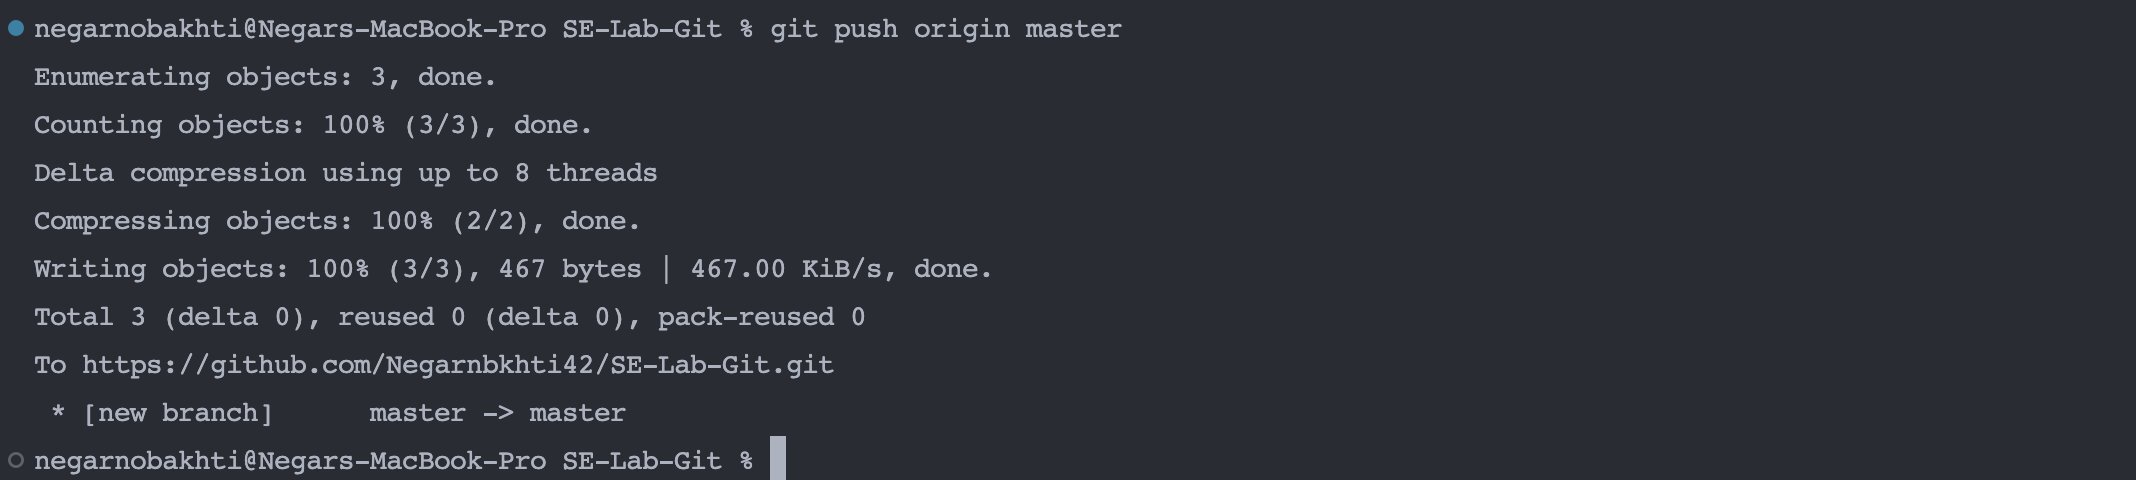 negarnobakhti@Negars-MacBook-Pro SE-Lab-Git % git push origin master
Enumerating objects: 3, done.
Counting objects: 100% (3/3), done.
Delta compression using up to 8 threads
Compressing objects: 100% (2/2), done.
Writing objects: 100% (3/3), 467 bytes | 467.00 KiB/s, done.
Total 3 (delta 0), reused 0 (delta 0), pack-reused 0
To https://github.com/Negarnbkhti42/SE-Lab-Git.git
 * [new branch]      master -> master
negarnobakhti@Negars-MacBook-Pro SE-Lab-Git %